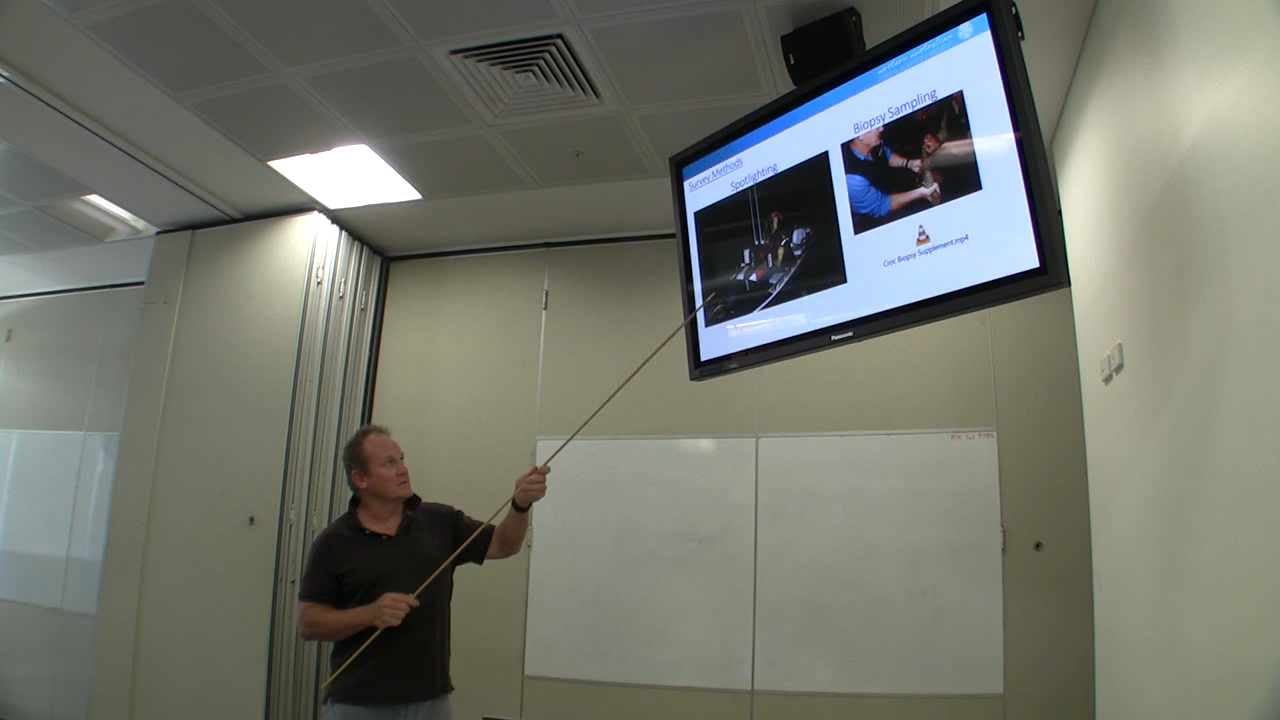 Survey Methods
Spotlighting
Biopsy Sampling
Croc Biopsy Supplement.mp4
Panasonic